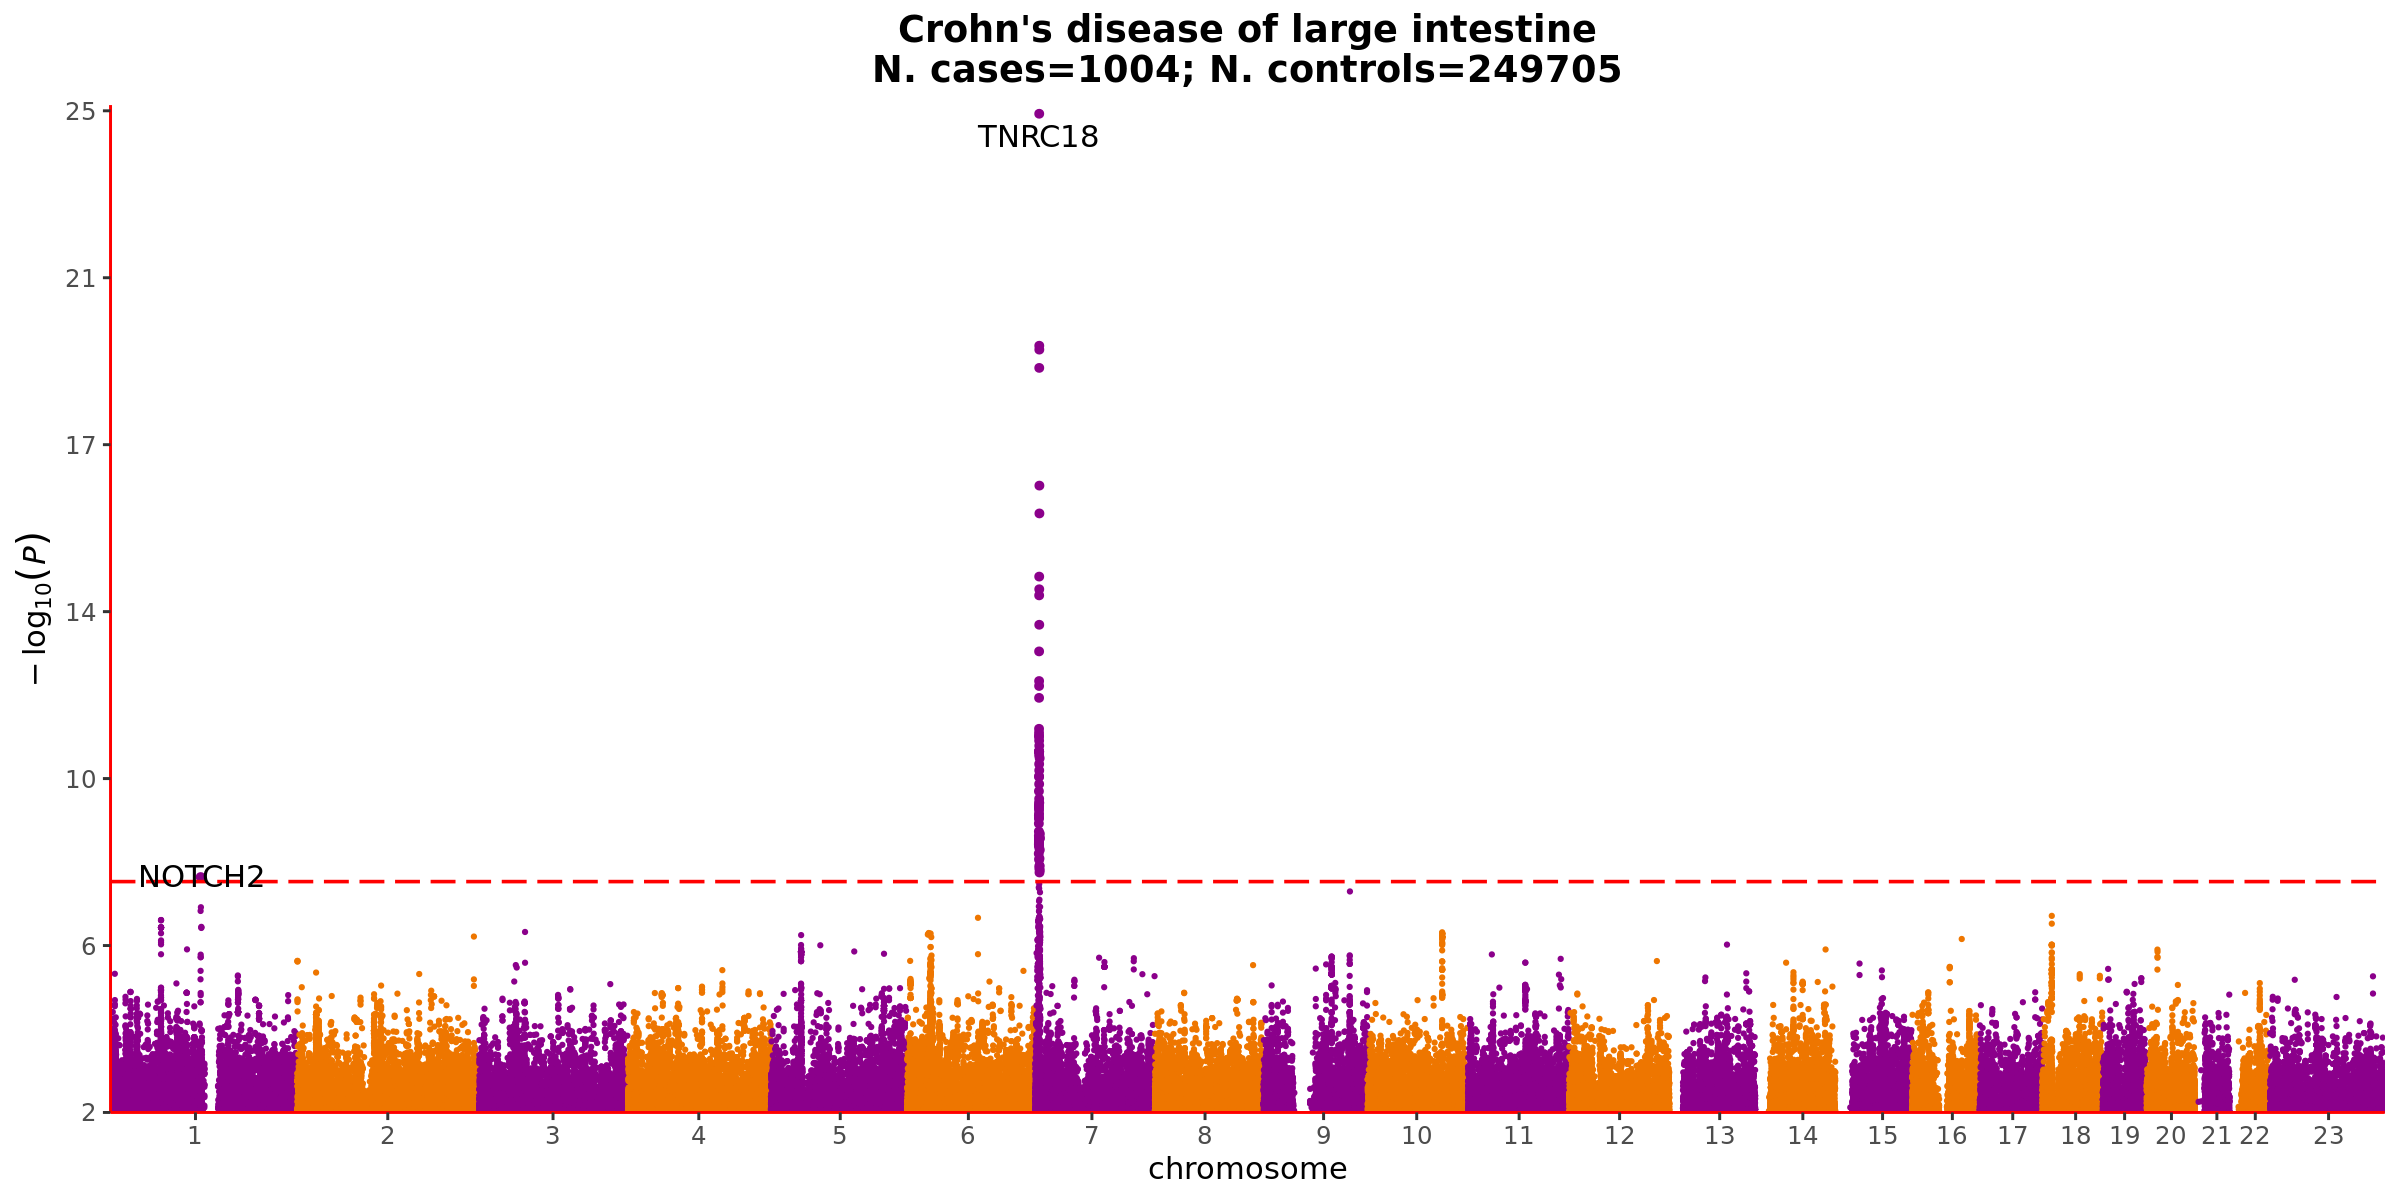 Crohn's disease of large intestine
N. cases=1004; N. controls=249705
25
TNRC18
21
17
14
10
NOTCH2
6
2
−log10(P)
1 2 3 4 5 6 7 8 9 10 11 12 13 14 15 16 17 18 19 20 21 22 23
chromosome